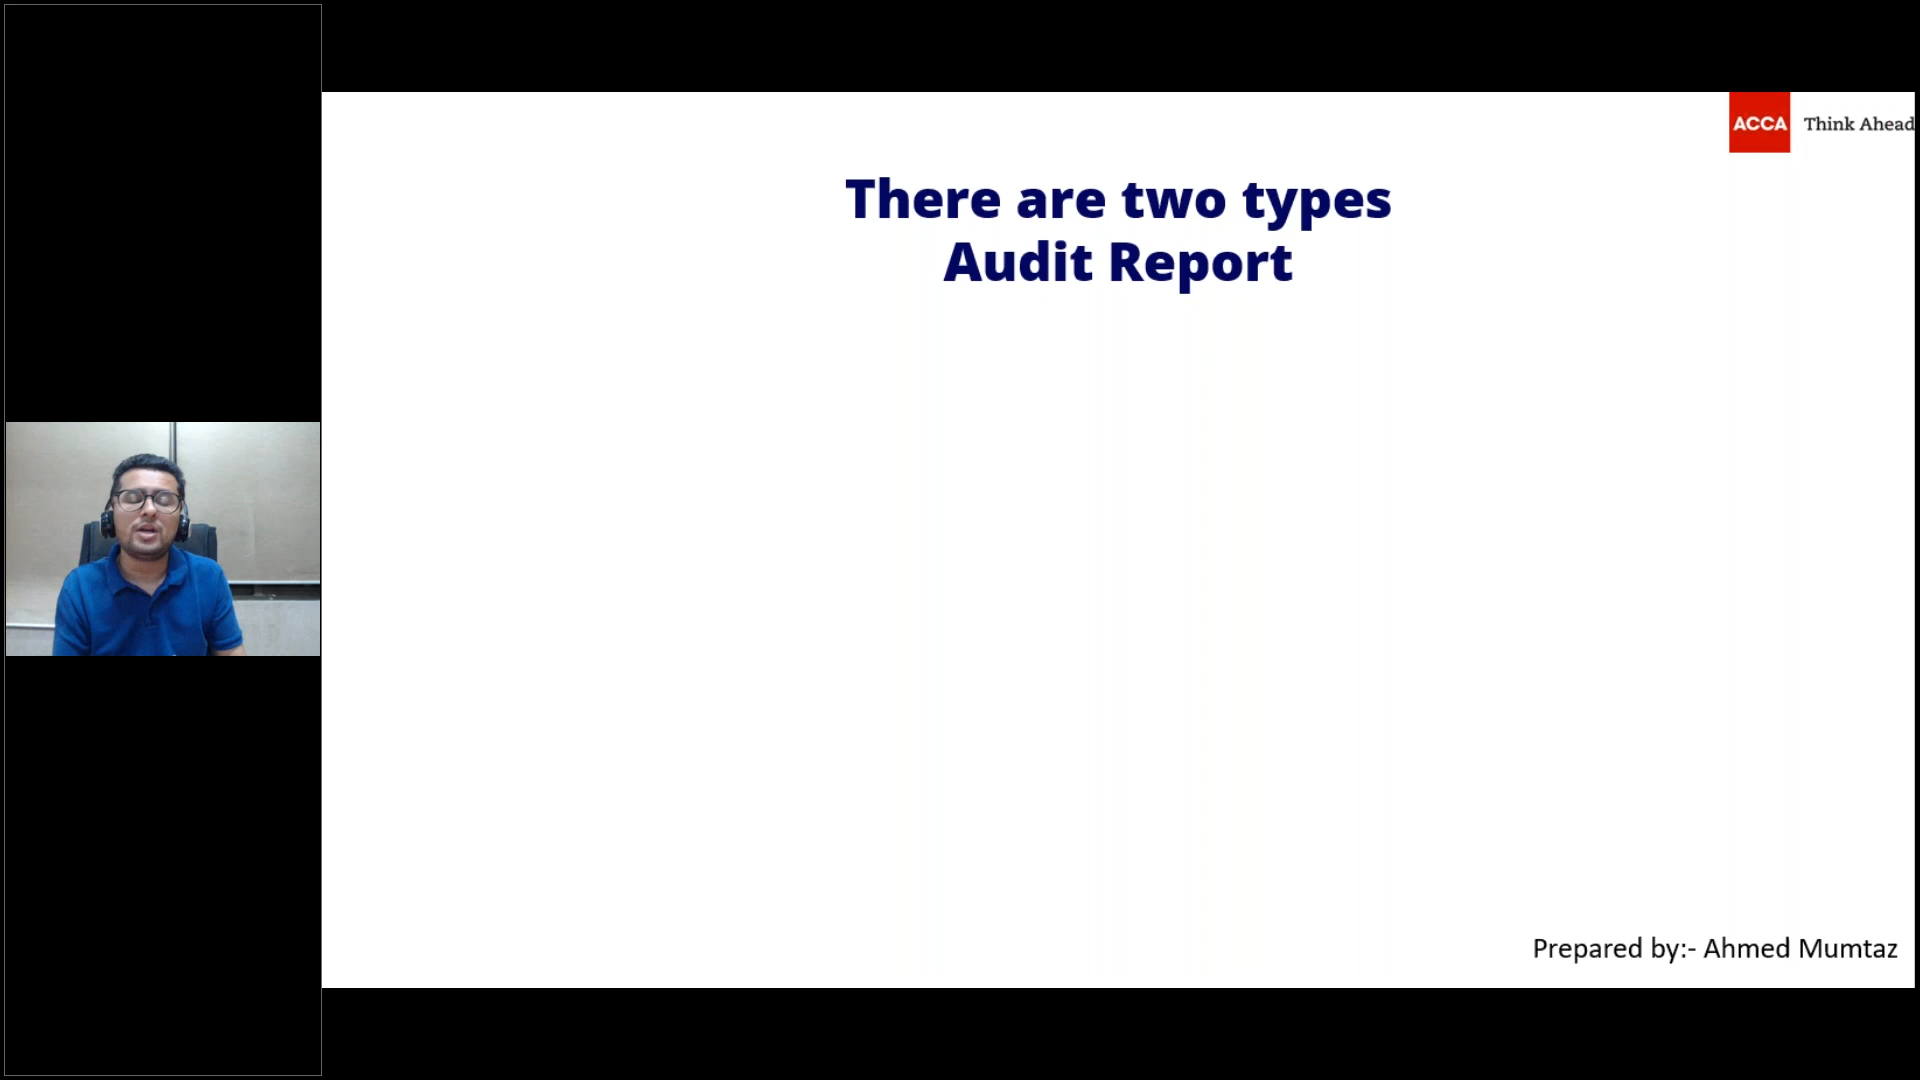 ACCA Think Ahead
There are two types
Audit Report
Prepared by:- Ahmed Mumtaz